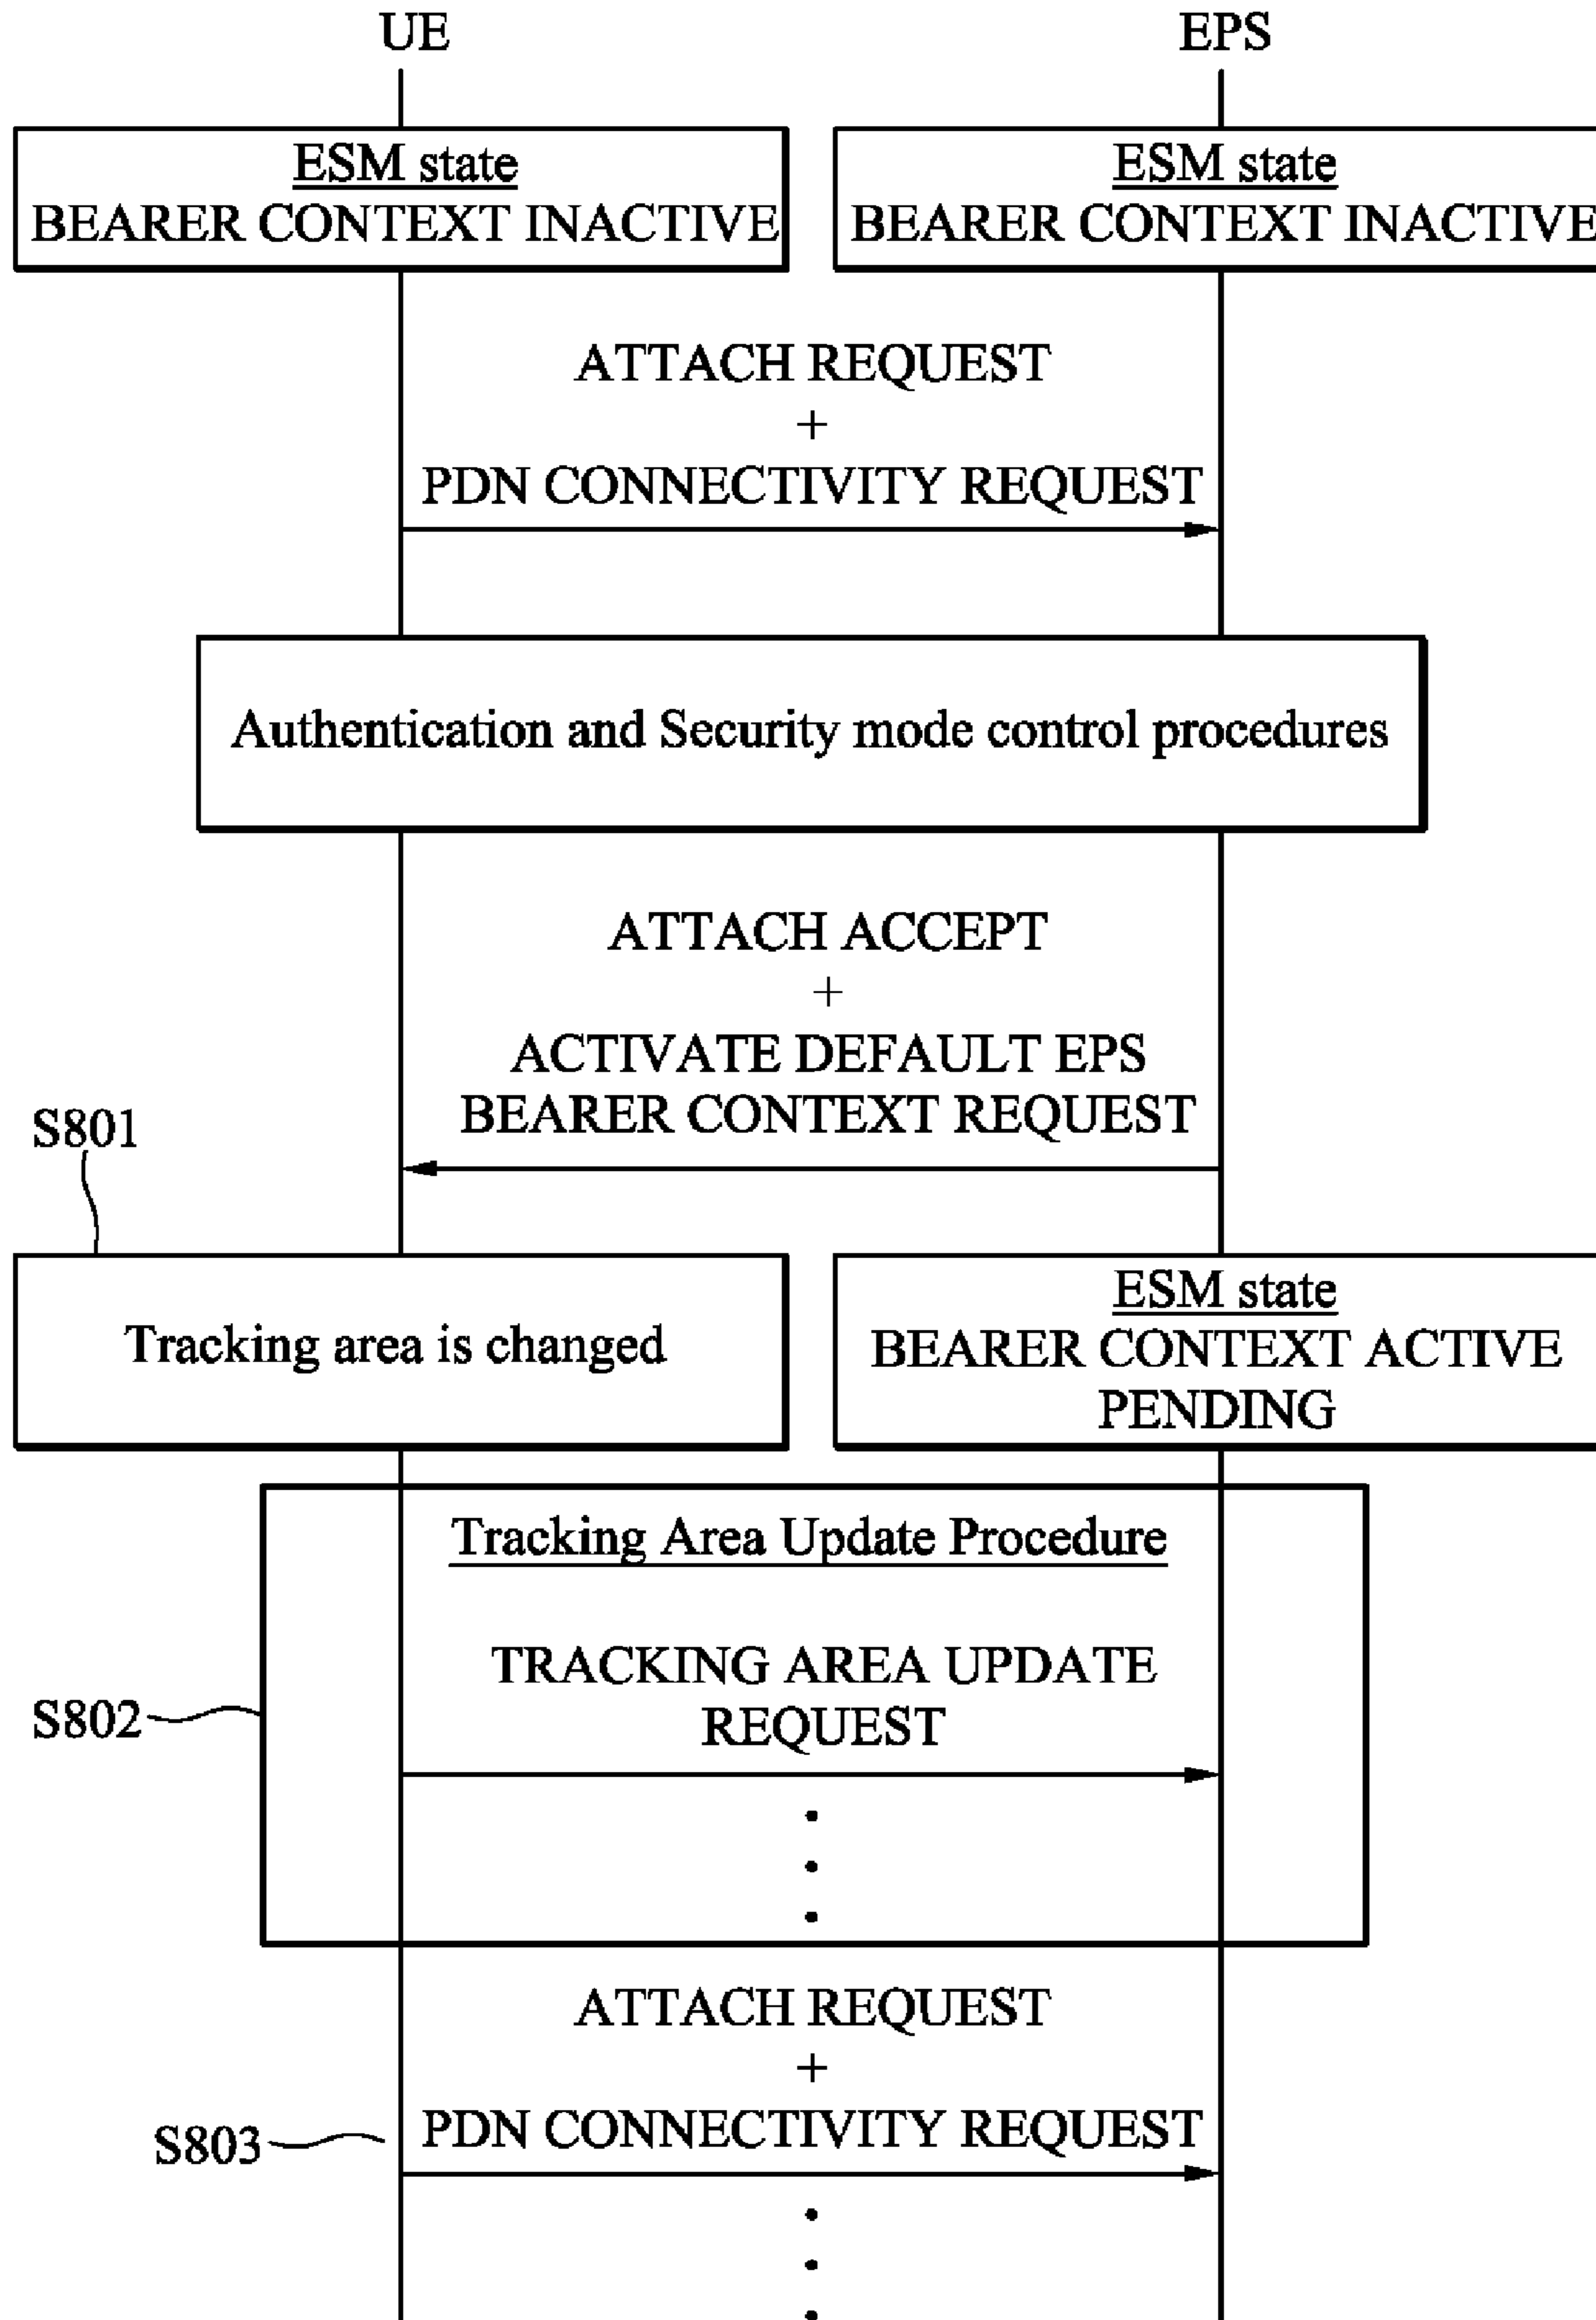 UE
EPS
ESM state
BEARER CONTEXT INACTIVE
ESM state
BEARER CONTEXT INACTIVE
ATTACH REQUEST
+
PDN CONNECTIVITY REQUEST
Authentication and Security mode control procedures
ATTACH ACCEPT
+
ACTIVATE DEFAULT EPS
BEARER CONTEXT REQUEST
S801
Tracking area is changed
ESM state
BEARER CONTEXT ACTIVE
PENDING
Tracking Area Update Procedure
TRACKING AREA UPDATE
REQUEST
S802
ATTACH REQUEST
+
PDN CONNECTIVITY REQUEST
S803